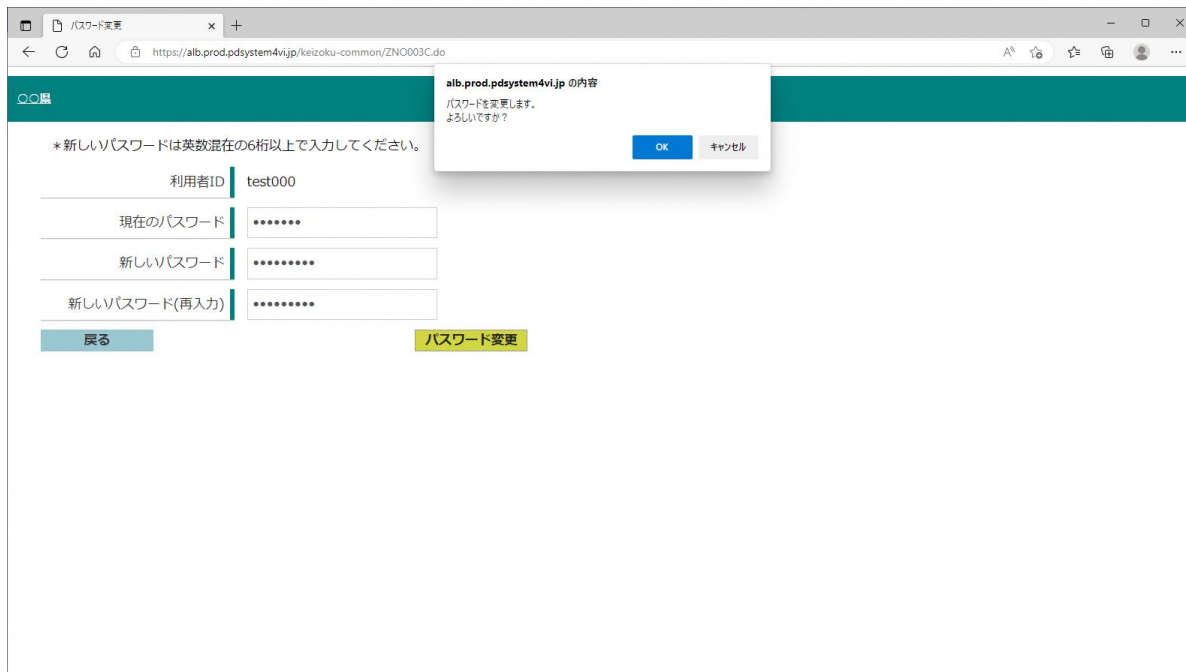 パスワード変更
https://alb.prod.pdsystem4vi.jp/keizoku-common/ZNO003C.do
alb.prod.pdsystem4vi.jp の内容
パスワードを変更します。
よろしいですか？
OK
キャンセル
○○県
*新しいパスワードは英数混在の6桁以上で入力してください。
利用者ID test000
現在のパスワード •••••••
新しいパスワード •••••••••
新しいパスワード(再入力) •••••••••
戻る パスワード変更